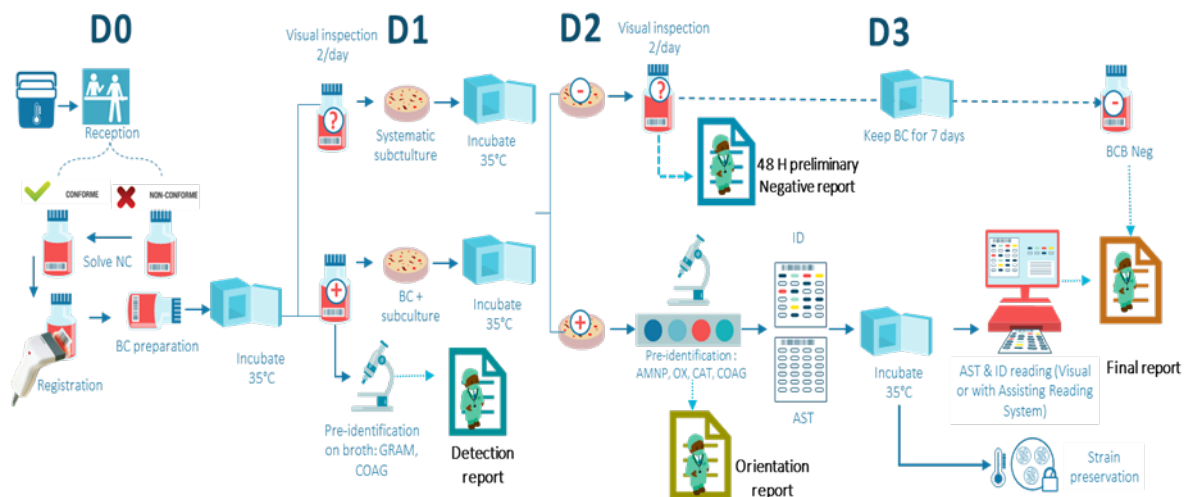 D0
D1
D2
D3
Visual inspection
2/day
Visual inspection
2/day
Reception
CONFORME
NON-CONFORME
Solve NC
Registration
BC preparation
Incubate
35°C
?
Systematic
subculture
Incubate
35°C
+
BC +
subculture
Incubate
35°C
Pre-identification
on broth: GRAM,
COAG
Detection
report
-
?
48 H preliminary
Negative report
Keep BC for 7 days
-
BCB Neg
+
Pre-identification :
AMNP, OX, CAT, COAG
Orientation
report
ID
AST
Incubate
35°C
AST & ID reading (Visual
or with Assisting Reading
System)
Final report
Strain
preservation